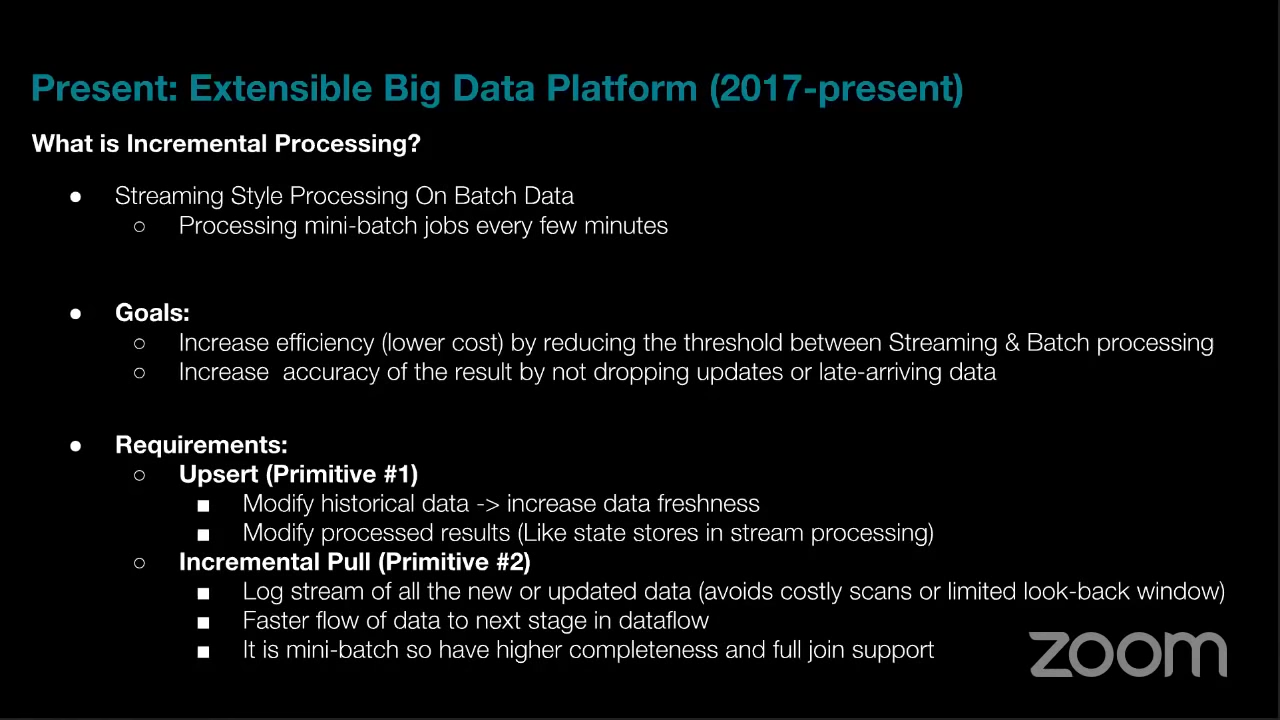 Present: Extensible Big Data Platform (2017-present)
What is Incremental Processing?
● Streaming Style Processing On Batch Data
○ Processing mini-batch jobs every few minutes
● Goals:
○ Increase efficiency (lower cost) by reducing the threshold between Streaming & Batch processing
○ Increase  accuracy of the result by not dropping updates or late-arriving data
● Requirements:
○ Upsert (Primitive #1)
■ Modify historical data -> increase data freshness
■ Modify processed results (Like state stores in stream processing)
○ Incremental Pull (Primitive #2)
■ Log stream of all the new or updated data (avoids costly scans or limited look-back window)
■ Faster flow of data to next stage in dataflow
■ It is mini-batch so have higher completeness and full join support
zoom